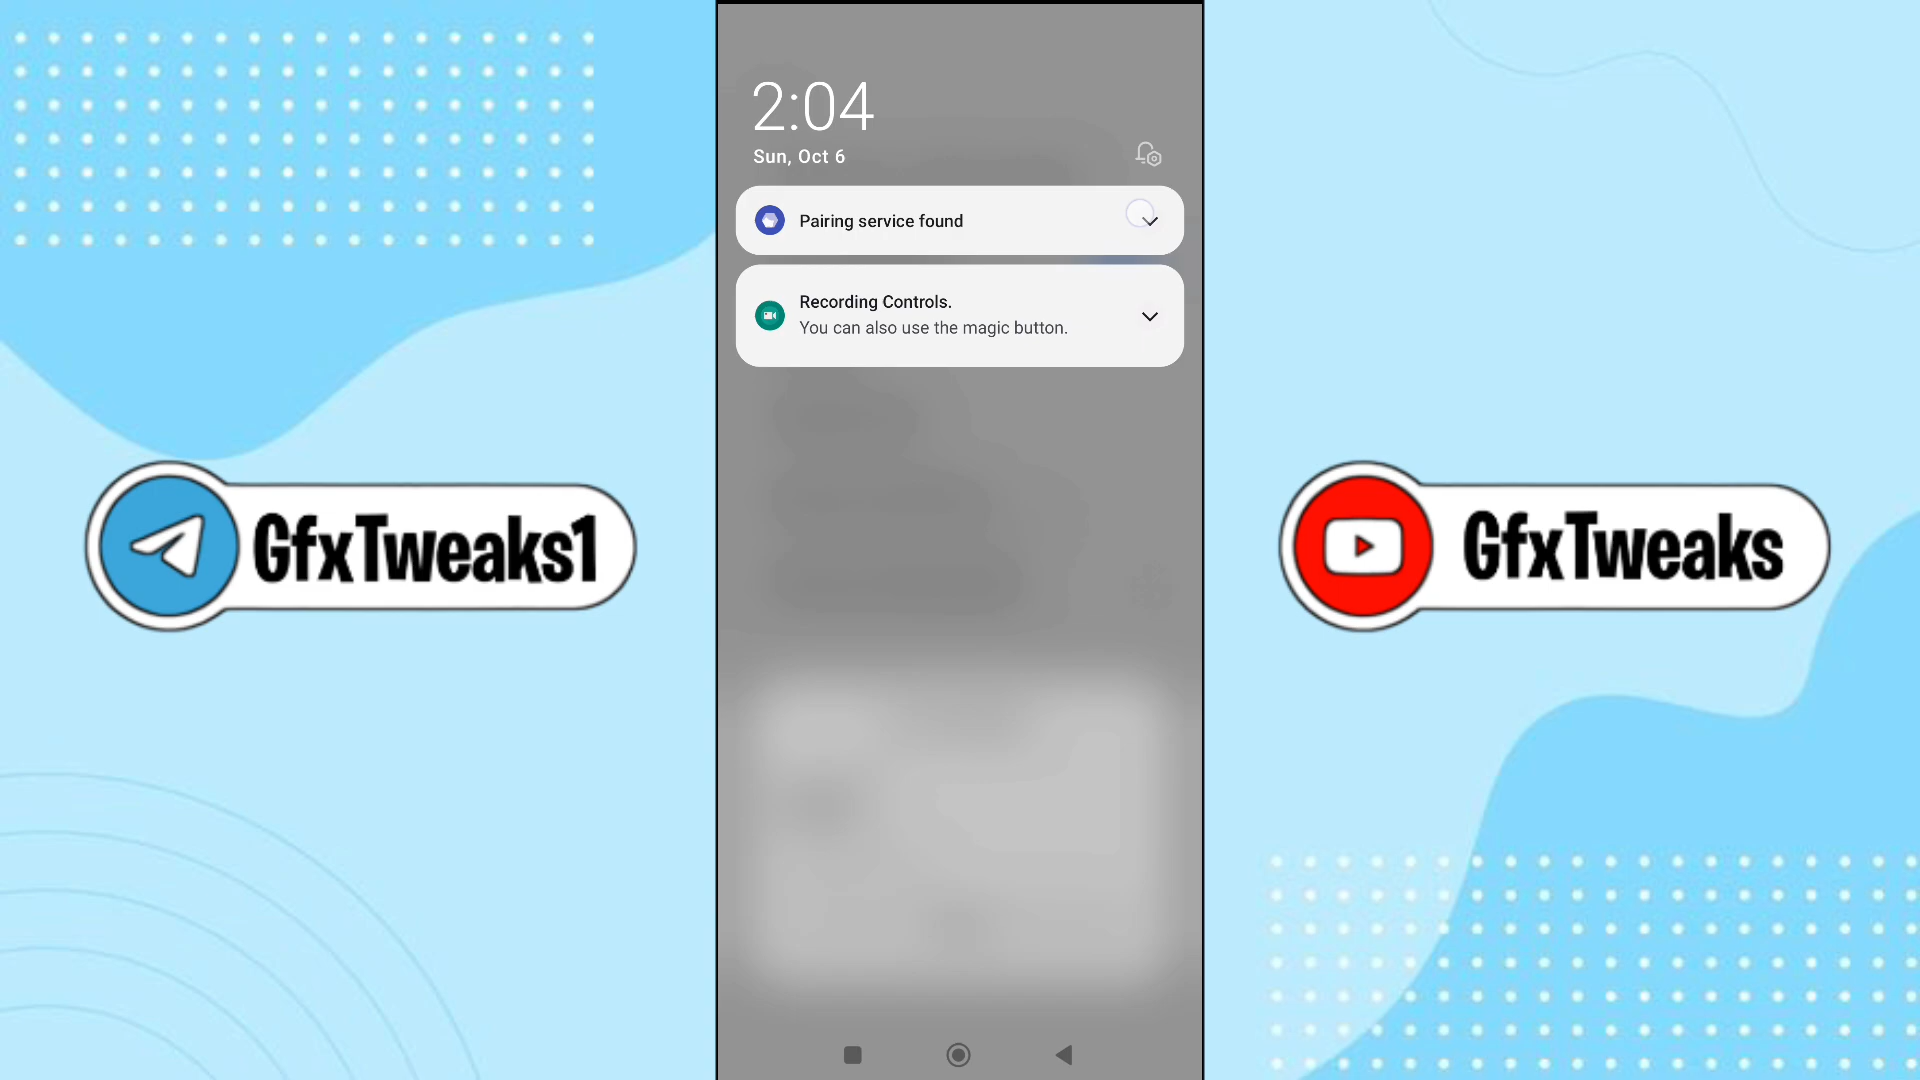 2:04
Sun, Oct 6
Pairing service found
Recording Controls.
You can also use the magic button.
GfxTweaks1
GfxTweaks